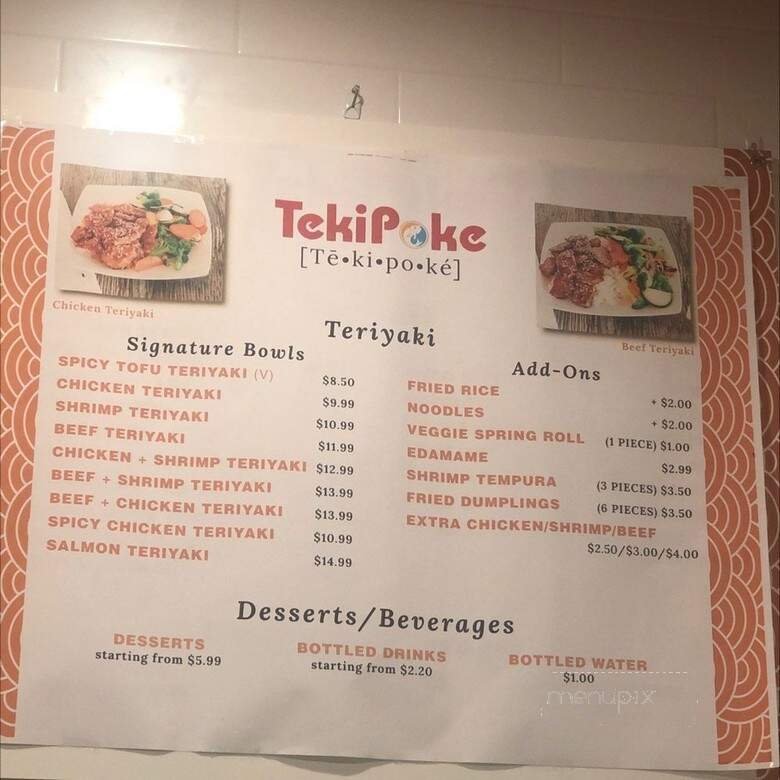 TekiPoke
[Tē•ki•po•ké]
Chicken Teriyaki
Beef Teriyaki
Teriyaki
Signature Bowls
SPICY TOFU TERIYAKI (V) $8.50
CHICKEN TERIYAKI $9.99
SHRIMP TERIYAKI $10.99
BEEF TERIYAKI $11.99
CHICKEN + SHRIMP TERIYAKI $12.99
BEEF + SHRIMP TERIYAKI $13.99
BEEF + CHICKEN TERIYAKI $13.99
SPICY CHICKEN TERIYAKI $10.99
SALMON TERIYAKI $14.99
Add-Ons
FRIED RICE + $2.00
NOODLES + $2.00
VEGGIE SPRING ROLL (1 PIECE) $1.00
EDAMAME $2.99
SHRIMP TEMPURA (3 PIECES) $3.50
FRIED DUMPLINGS (6 PIECES) $3.50
EXTRA CHICKEN/SHRIMP/BEEF
$2.50/$3.00/$4.00
Desserts/Beverages
DESSERTS
starting from $5.99
BOTTLED DRINKS
starting from $2.20
BOTTLED WATER
$1.00
menupix